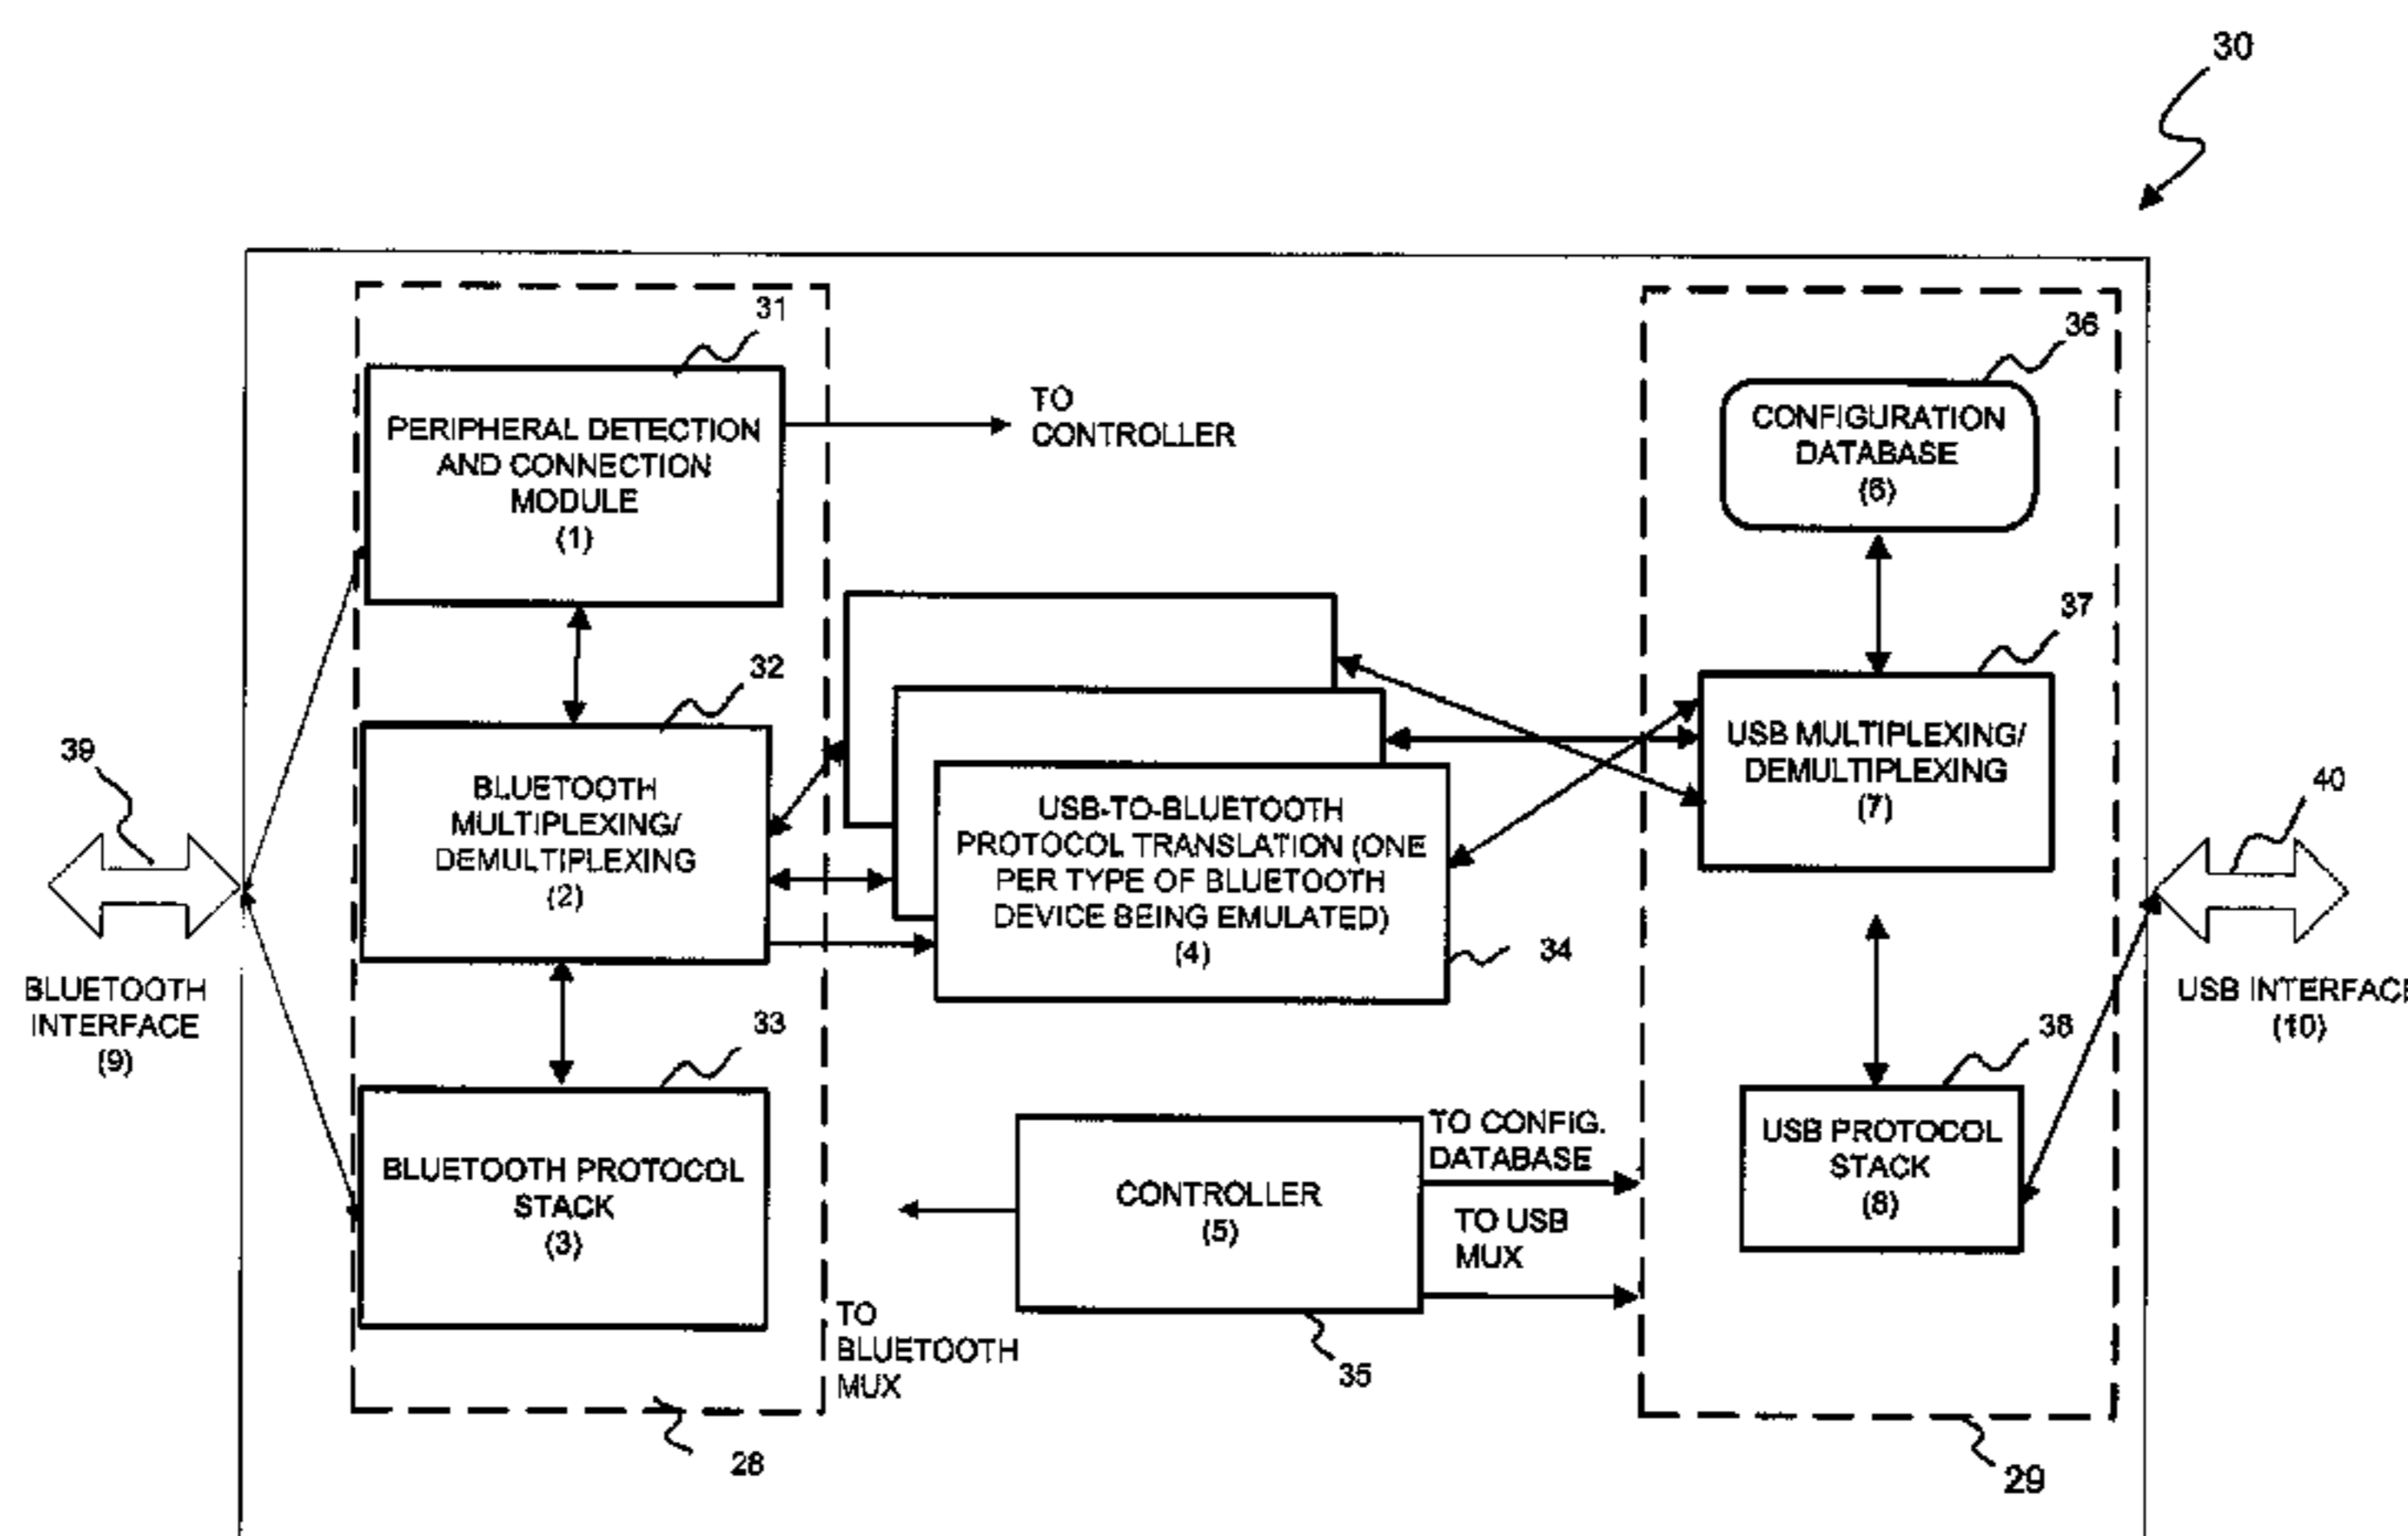 30
31
PERIPHERAL DETECTION
AND CONNECTION
MODULE
(1)
TO
CONTROLLER
36
CONFIGURATION
DATABASE
(6)
32
BLUETOOTH
MULTIPLEXING/
DEMULTIPLEXING
(2)
37
USB MULTIPLEXING/
DEMULTIPLEXING
(7)
39
BLUETOOTH
INTERFACE
(9)
USB-TO-BLUETOOTH
PROTOCOL TRANSLATION (ONE
PER TYPE OF BLUETOOTH
DEVICE BEING EMULATED)
(4)
34
40
USB INTERFACE
(10)
33
BLUETOOTH PROTOCOL
STACK
(3)
CONTROLLER
(5)
35
TO CONFIG.
DATABASE
TO USB
MUX
38
USB PROTOCOL
STACK
(8)
TO
BLUETOOTH
MUX
28
29